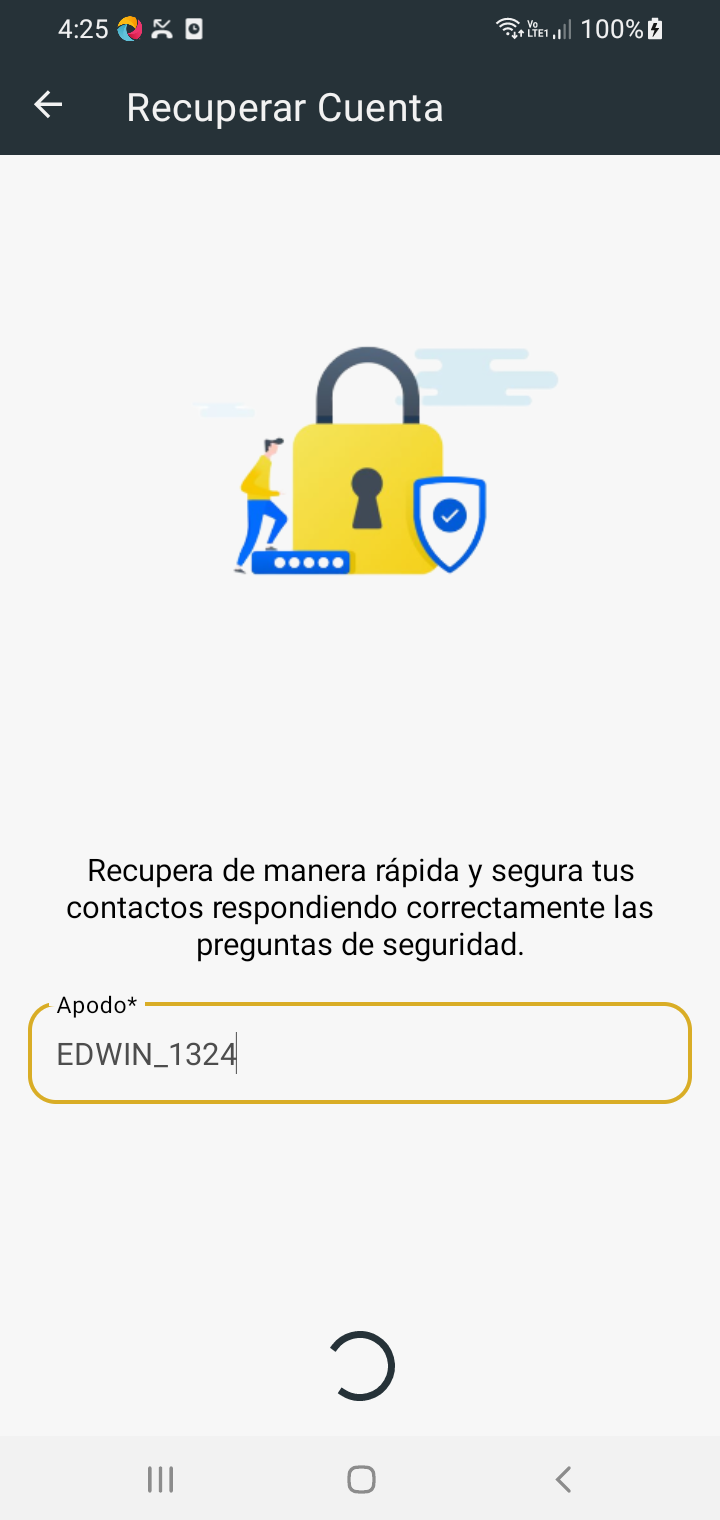 4:25
Vo LTE1 100%
Recuperar Cuenta
Recupera de manera rápida y segura tus
contactos respondiendo correctamente las
preguntas de seguridad.
Apodo*
EDWIN_1324